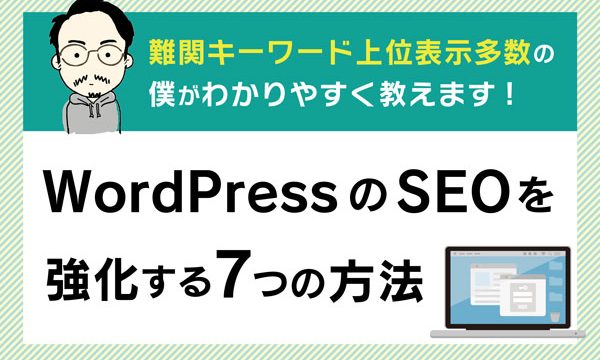 難関キーワード上位表示多数の
僕がわかりやすく教えます！
WordPressのSEOを
強化する7つの方法